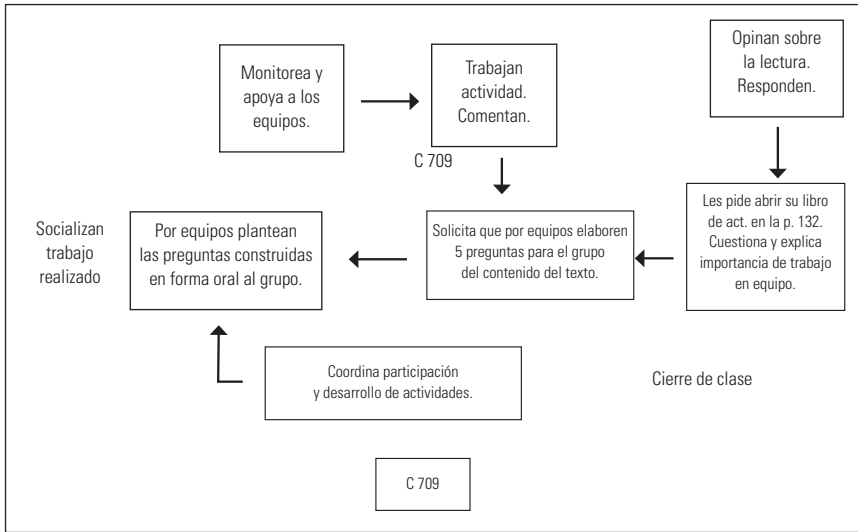 Monitorea y
apoya a los
equipos.
Trabajan
actividad.
Comentan.
Opinan sobre
la lectura.
Responden.
C 709
Socializan
trabajo
realizado
Por equipos plantean
las preguntas construidas
en forma oral al grupo.
Solicita que por equipos elaboren
5 preguntas para el grupo
del contenido del texto.
Les pide abrir su libro
de act. en la p. 132.
Cuestiona y explica
importancia de trabajo
en equipo.
Coordina participación
y desarrollo de actividades.
Cierre de clase
C 709